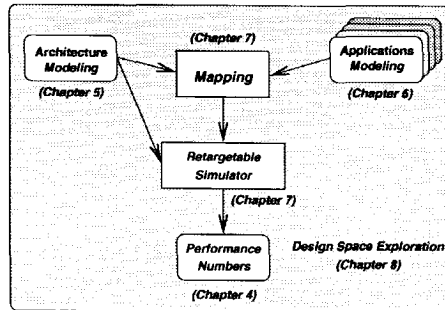 (Chapter 7)
Architecture
Modeling
(Chapter 5)
Mapping
Applications
Modeling
(Chapter 6)
Retargetable
Simulator
(Chapter 7)
Performance
Numbers
(Chapter 4)
Design Space Exploration
(Chapter 8)